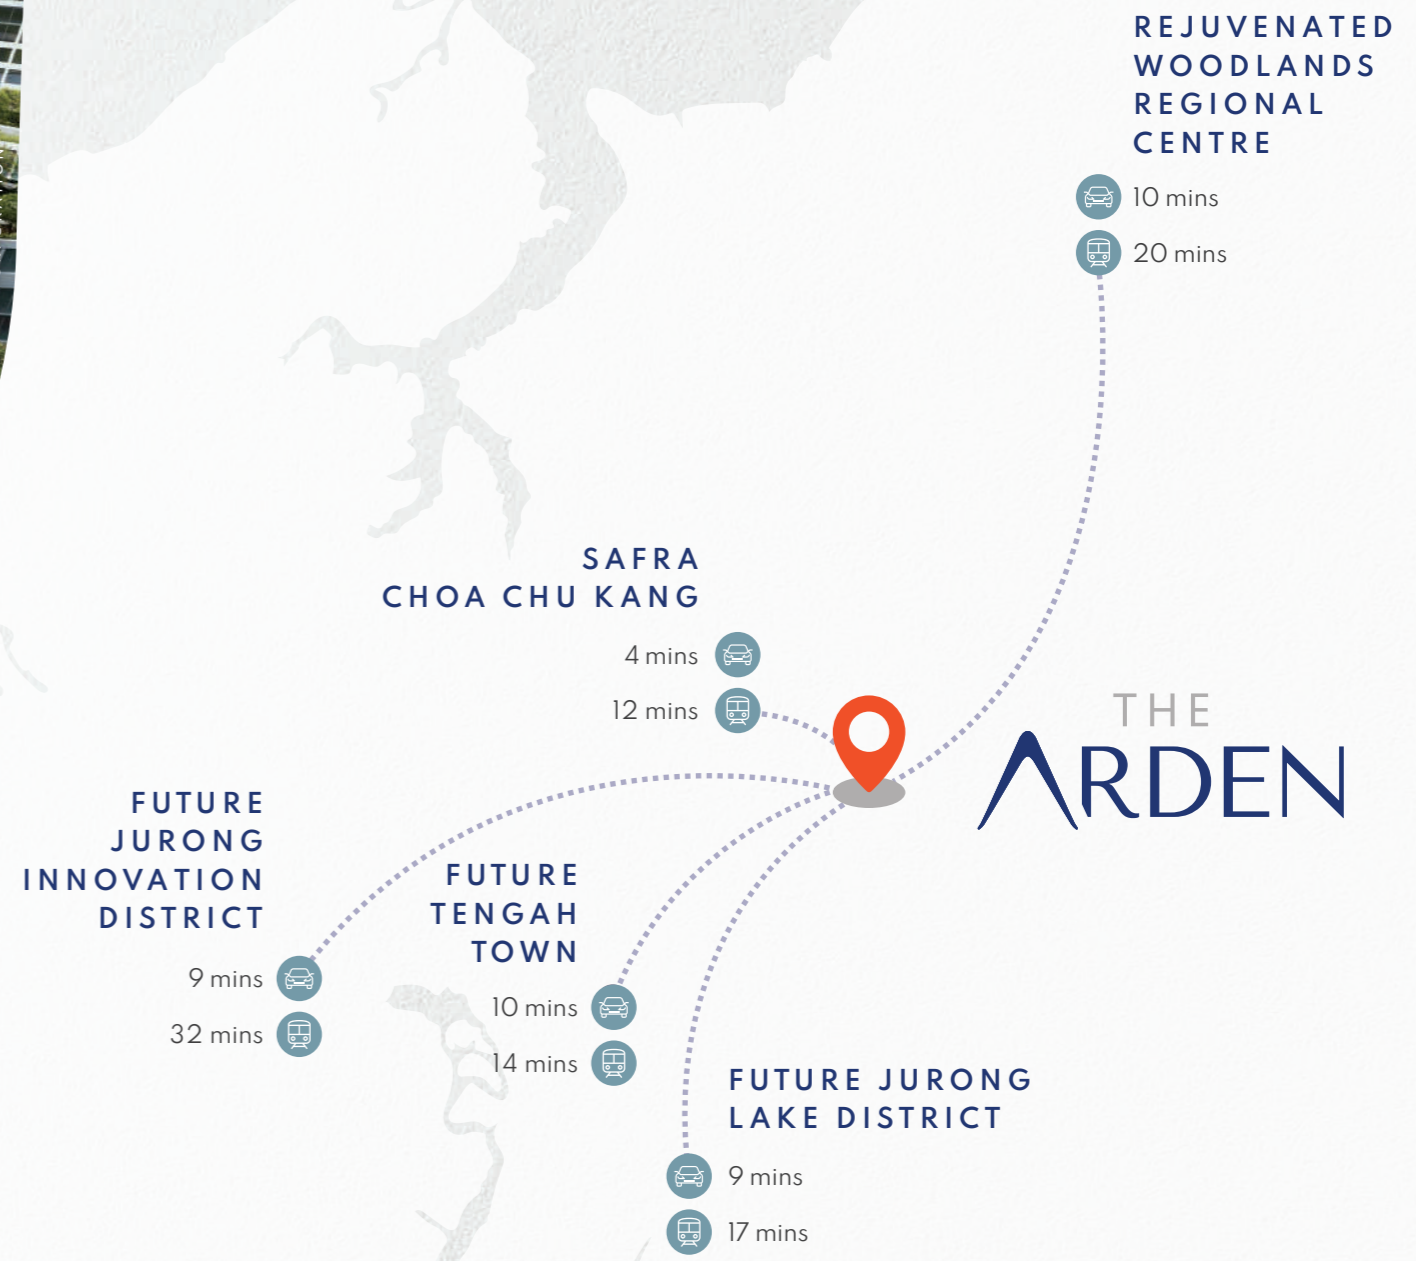 REJUVENATED
WOODLANDS
REGIONAL
CENTRE
10 mins
20 mins
SAFRA
CHOA CHU KANG
4 mins
12 mins
THE
ARDEN
FUTURE
JURONG
INNOVATION
DISTRICT
9 mins
32 mins
FUTURE
TENGAH
TOWN
10 mins
14 mins
FUTURE JURONG
LAKE DISTRICT
9 mins
17 mins